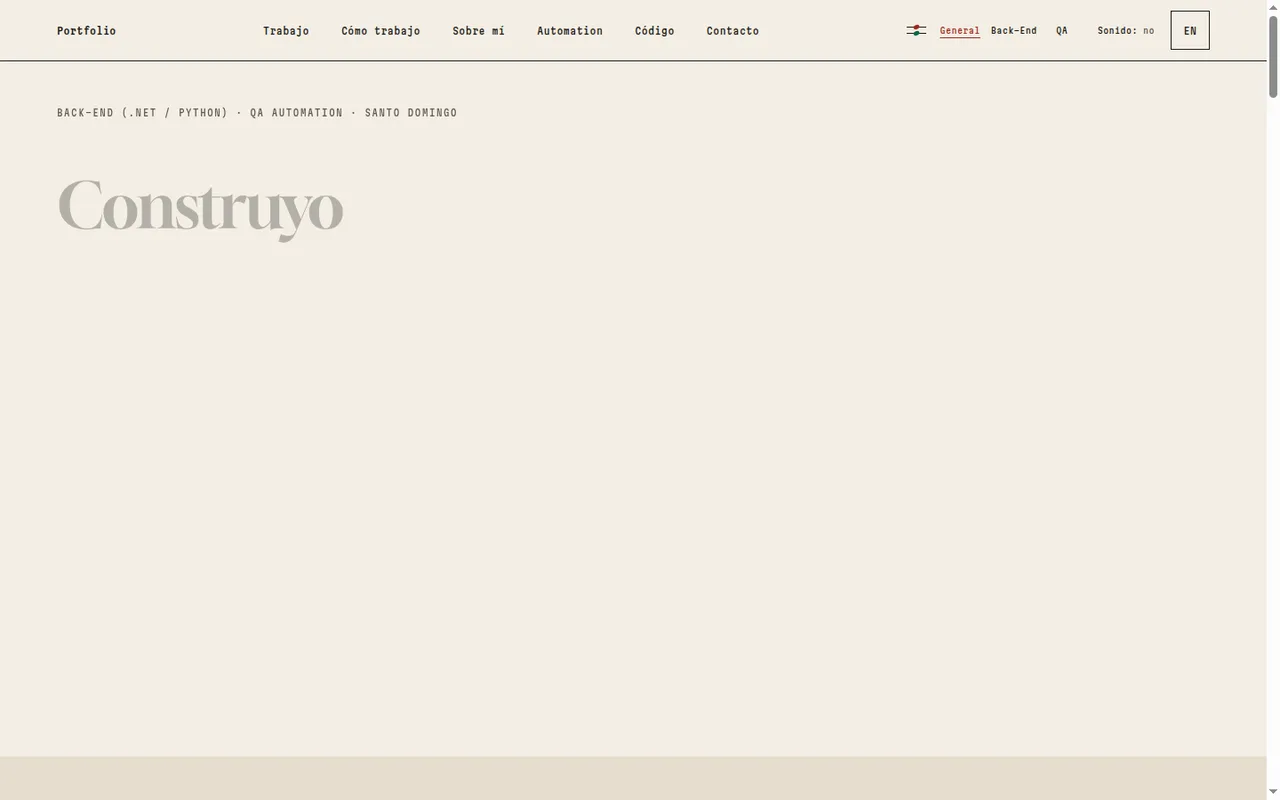 Portfolio Trabajo Cómo trabajo Sobre mí Automation Código Contacto General Back-End QA Sonido: no EN
BACK-END (.NET / PYTHON) · QA AUTOMATION · SANTO DOMINGO
Construyo